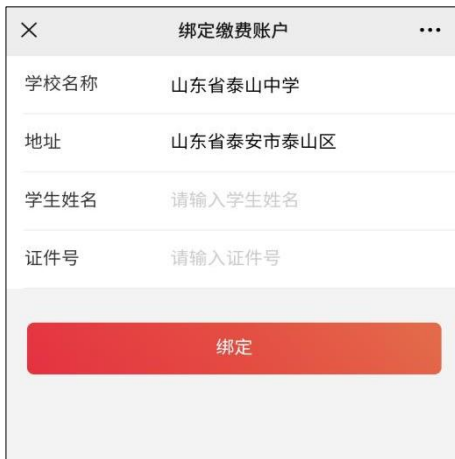 绑定缴费账户
学校名称 山东省泰山中学
地址 山东省泰安市泰山区
学生姓名 请输入学生姓名
证件号 请输入证件号
绑定